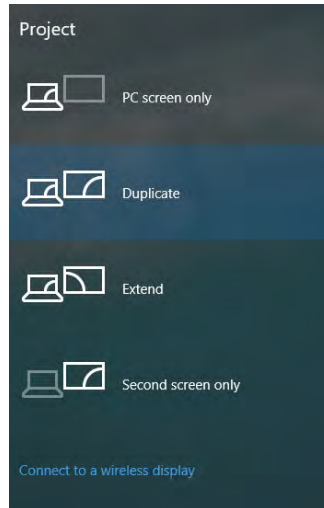 Project
PC screen only
Duplicate
Extend
Second screen only
Connect to a wireless display